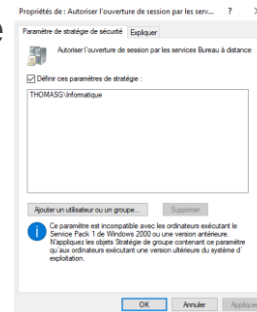 Propriétés de : Autoriser l'ouverture de session par les serv... ?
Paramètre de stratégie de sécurité Expliquer
Autoriser l'ouverture de session par les services Bureau à distance
Définir ces paramètres de stratégie :
THOMASG\Informatique
Ajouter un utilisateur ou un groupe... Supprimer
Ce paramètre est incompatible avec les ordinateurs exécutant le
Service Pack 1 de Windows 2000 ou une version antérieure.
N'appliquez les objets Stratégie de groupe contenant ce paramètre
qu'aux ordinateurs exécutant une version ultérieure du système d'
exploitation.
OK Annuler Appliquer